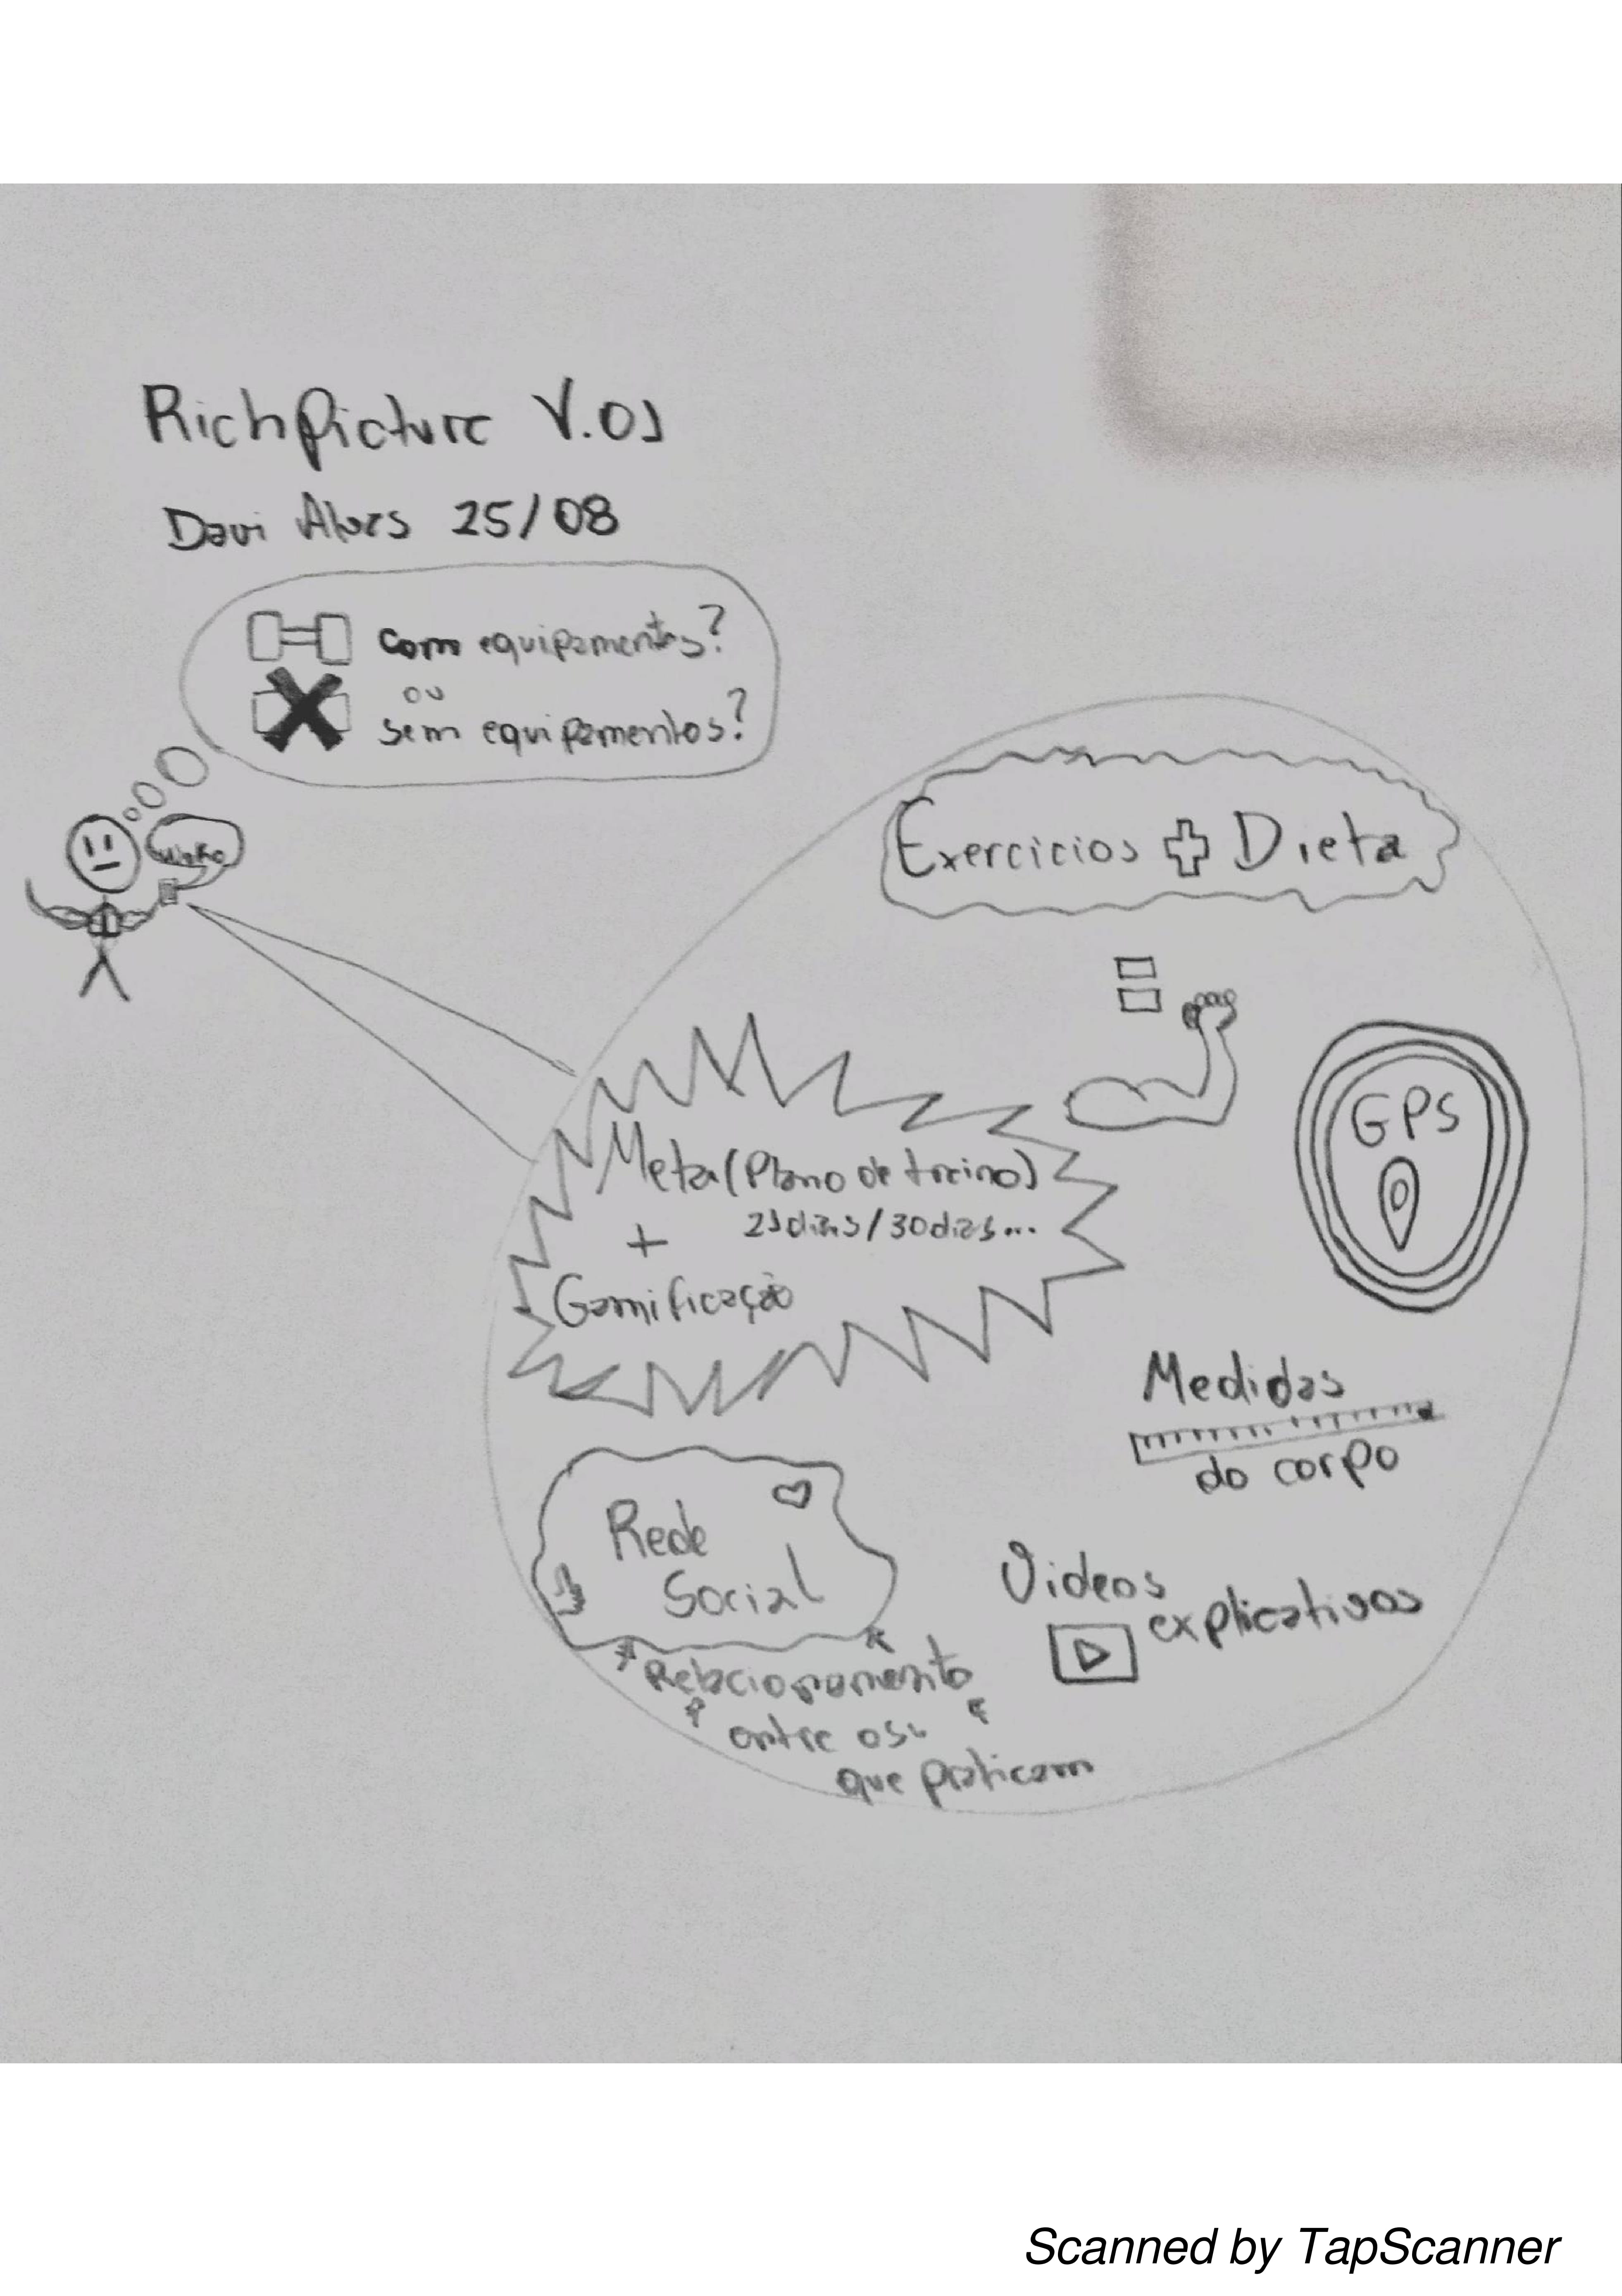 RichPicture V.01
Davi Alves 25/08
com equipamentos?
ou
sem equipamentos?
Exercicios + Dieta
GPS
Meta (Plano de treino)
21 dias / 30 dias...
+
Gamificação
Medidas
do corpo
Rede
Social
Videos
explicativos
Relacionamento
entre os
que praticam
Scanned by TapScanner